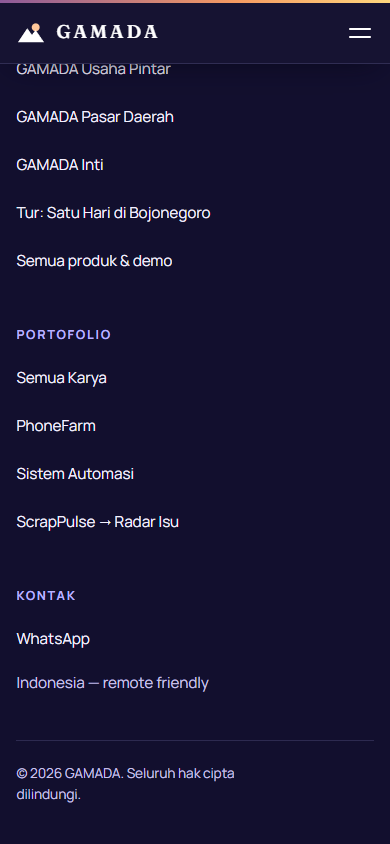 GAMADA
GAMADA Usaha Pintar
GAMADA Pasar Daerah
GAMADA Inti
Tur: Satu Hari di Bojonegoro
Semua produk & demo
PORTOFOLIO
Semua Karya
PhoneFarm
Sistem Automasi
ScrapPulse → Radar Isu
KONTAK
WhatsApp
Indonesia — remote friendly
© 2026 GAMADA. Seluruh hak cipta
dilindungi.